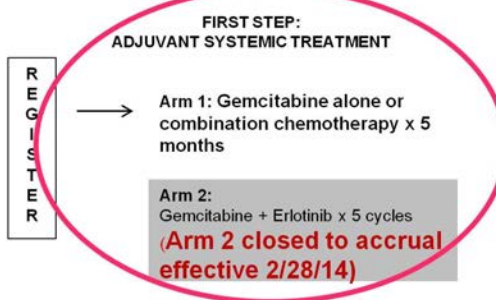 FIRST STEP:
ADJUVANT SYSTEMIC TREATMENT
R
E
G
I
S
T
E
R
Arm 1: Gemcitabine alone or
combination chemotherapy x 5
months
Arm 2:
Gemcitabine + Erlotinib x 5 cycles
(Arm 2 closed to accrual
effective 2/28/14)